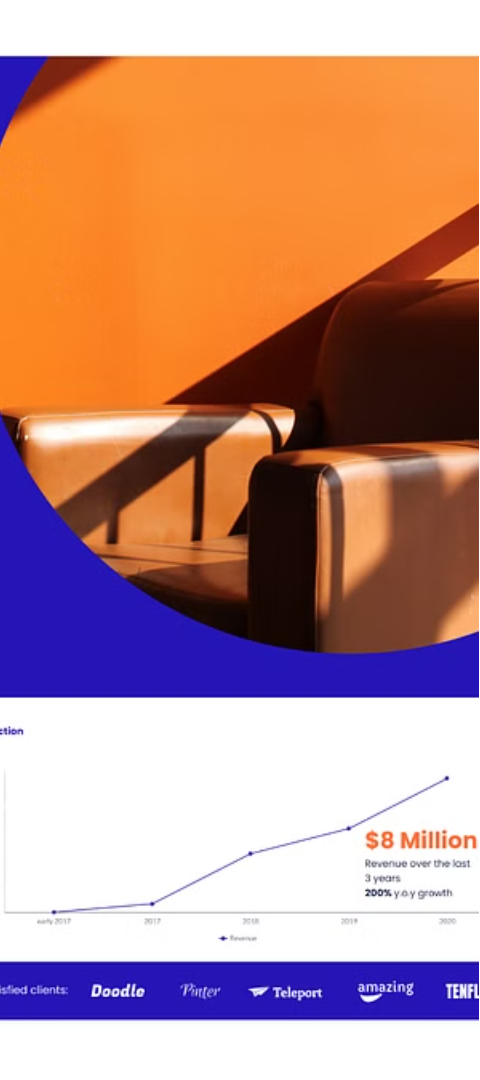 ction
$8 Million
Revenue over the last
3 years
200% y.o.y growth
early 2017 2017 2018 2019 2020
Revenue
isfied clients: Doodle Pinter Teleport amazing TENFL